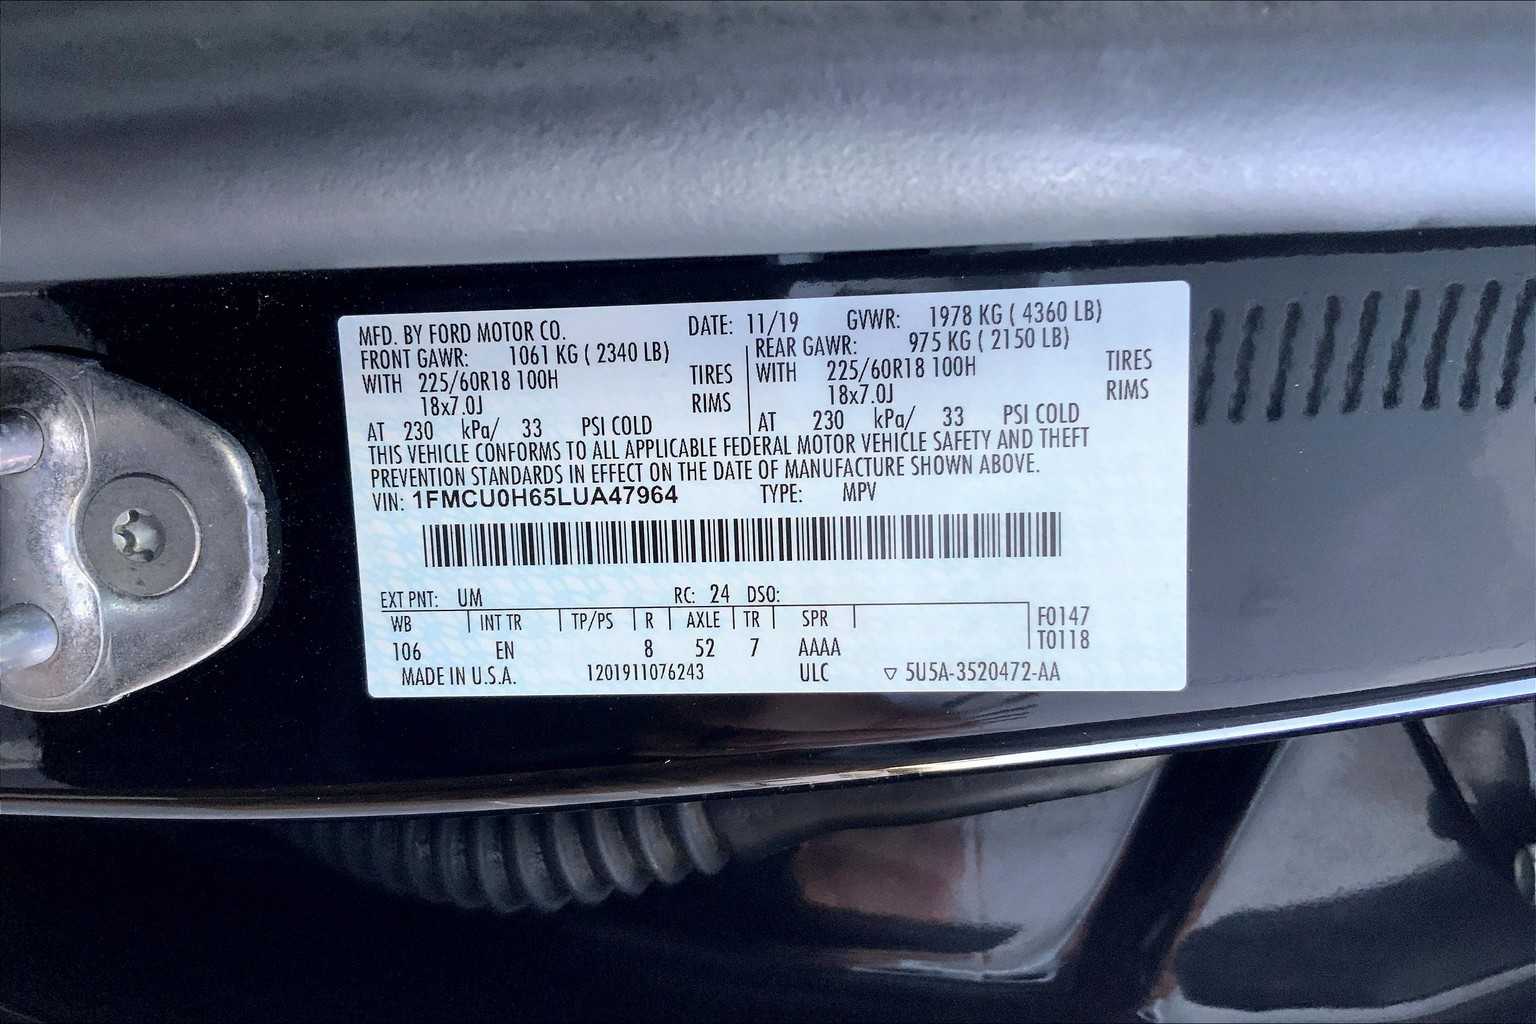 MFD. BY FORD MOTOR CO. DATE: 11/19 GVWR: 1978 KG ( 4360 LB)
FRONT GAWR: 1061 KG ( 2340 LB) REAR GAWR: 975 KG ( 2150 LB)
WITH 225/60R18 100H TIRES WITH 225/60R18 100H TIRES
18x7.0J RIMS 18x7.0J RIMS
AT 230 kPa/ 33 PSI COLD AT 230 kPa/ 33 PSI COLD
THIS VEHICLE CONFORMS TO ALL APPLICABLE FEDERAL MOTOR VEHICLE SAFETY AND THEFT
PREVENTION STANDARDS IN EFFECT ON THE DATE OF MANUFACTURE SHOWN ABOVE.
VIN: 1FMCU0H65LUA47964 TYPE: MPV
EXT PNT: UM RC: 24 DSO:
WB INT TR TP/PS R AXLE TR SPR F0147
106 EN 8 52 7 AAAA T0118
MADE IN U.S.A. 1201911076243 ULC ▽ 5U5A-3520472-AA